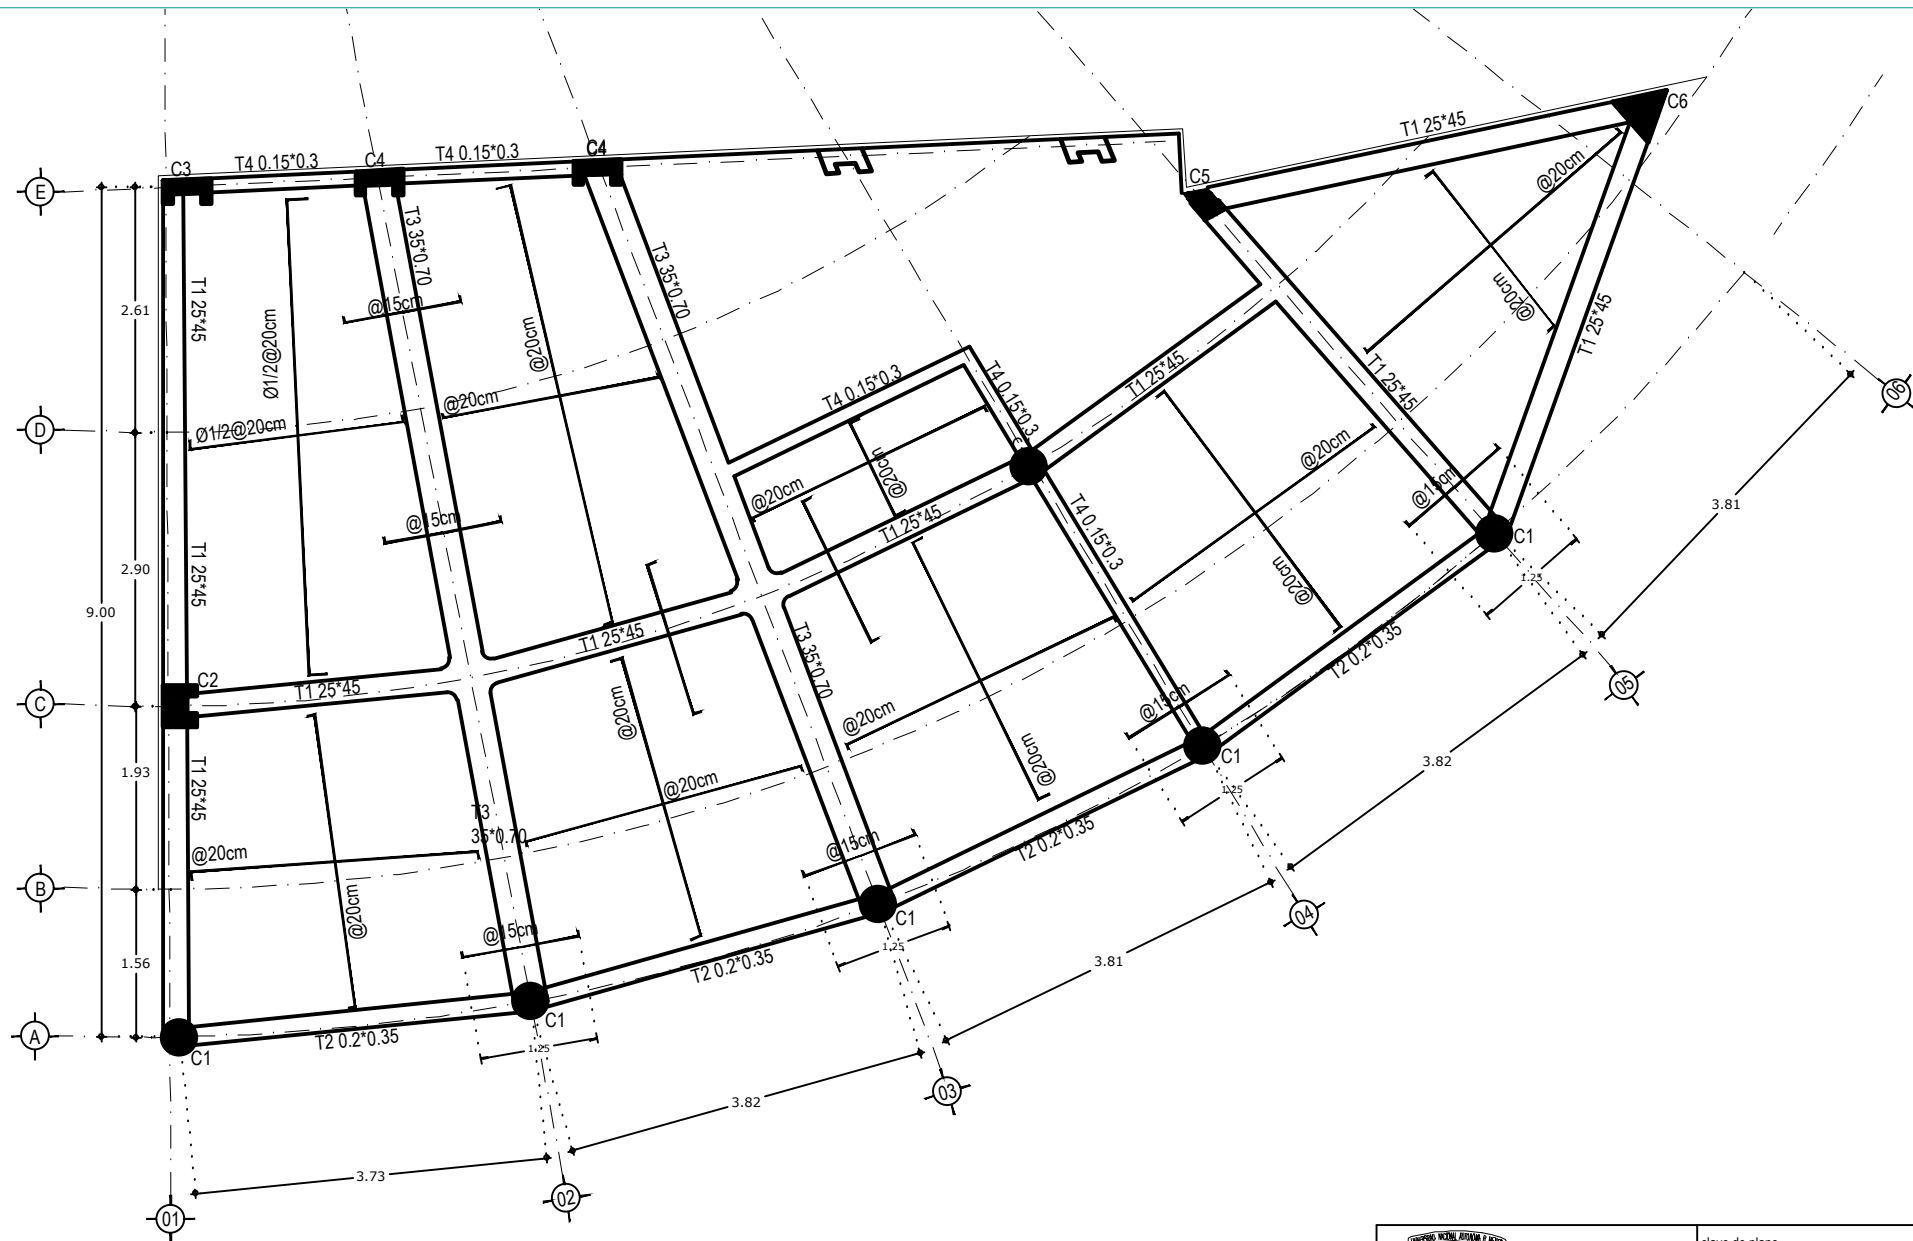 C6
T1 25*45
C5
@20cm
@20cm
T1 25*45
T1 25*45
C3
T4 0.15*0.3
C4
T4 0.15*0.3
C4
E
T3 35*0.70
T3 35*0.70
T1 25*45
Ø1/2@20cm
@15cm
@20cm
2.61
T4 0.15*0.3
T4 0.15*0.3
T1 25*45
06
D
Ø1/2@20cm
@20cm
@20cm
@20cm
@20cm
@15cm
3.81
C1
@15cm
T1 25*45
T4 0.15*0.3
T1 25*45
2.90
1.25
@20cm
9.00
T1 25*45
T3 35*0.70
T2 0.2*0.35
C2
T1 25*45
C
05
@20cm
@20cm
@15cm
C1
@20cm
3.82
1.93
T1 25*45
@20cm
1.25
T3
35*0.70
@15cm
T2 0.2*0.35
@20cm
B
@20cm
@15cm
C1
04
1.25
1.56
T2 0.2*0.35
3.81
C1
A
T2 0.2*0.35
C1
1.25
03
3.82
3.73
02
01
clave de plano